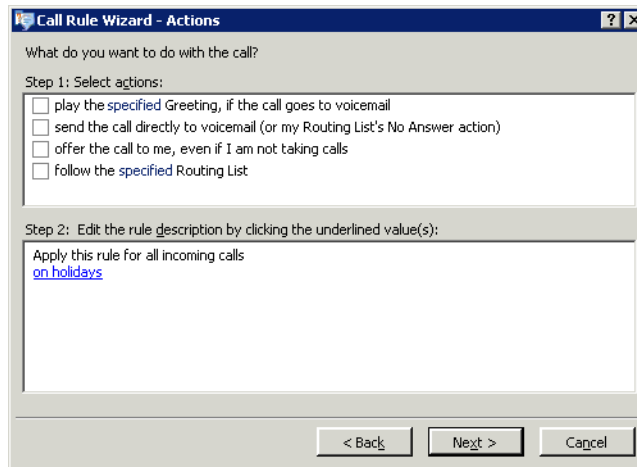 Call Rule Wizard - Actions
What do you want to do with the call?
Step 1: Select actions:
play the specified Greeting, if the call goes to voicemail
send the call directly to voicemail (or my Routing List's No Answer action)
offer the call to me, even if I am not taking calls
follow the specified Routing List
Step 2: Edit the rule description by clicking the underlined value(s):
Apply this rule for all incoming calls
on holidays
< Back Next > Cancel